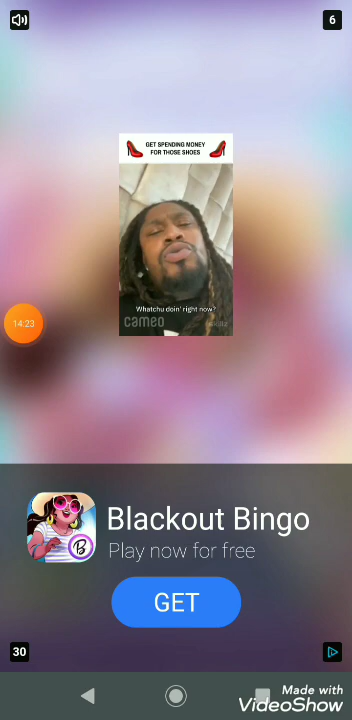 6
GET SPENDING MONEY
FOR THOSE SHOES
14:23
Whatchu doin' right now?
cameo
Blackout Bingo
Play now for free
B
GET
30
Made with
VideoShow